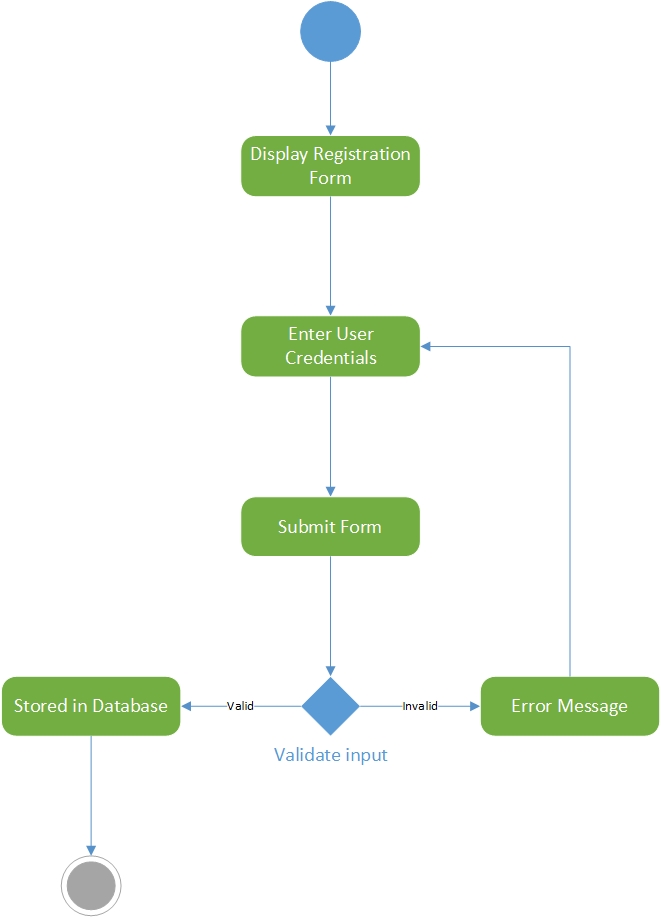 Display Registration
Form
Enter User
Credentials
Submit Form
Stored in Database
Valid
Invalid
Error Message
Validate input